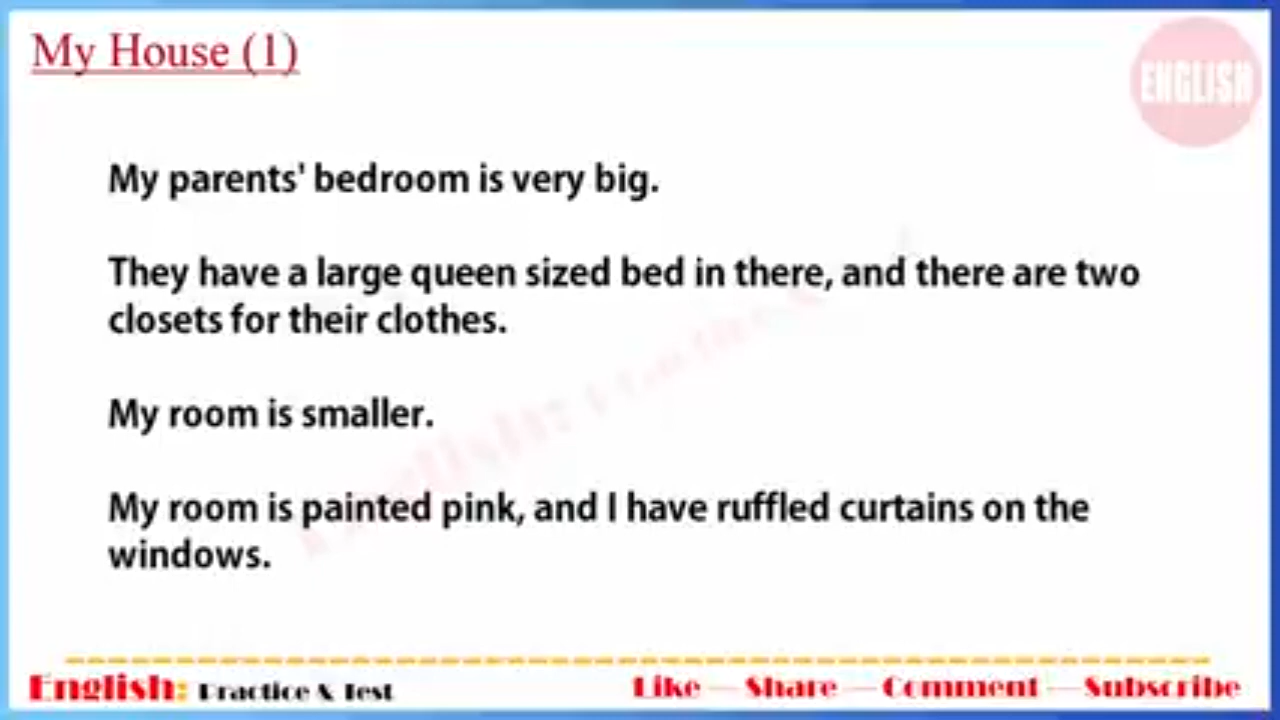 My House (1)
ENGLISH
My parents' bedroom is very big.
They have a large queen sized bed in there, and there are two
closets for their clothes.
My room is smaller.
My room is painted pink, and I have ruffled curtains on the
windows.
English: Practice & Test
Like — Share — Comment — Subscribe